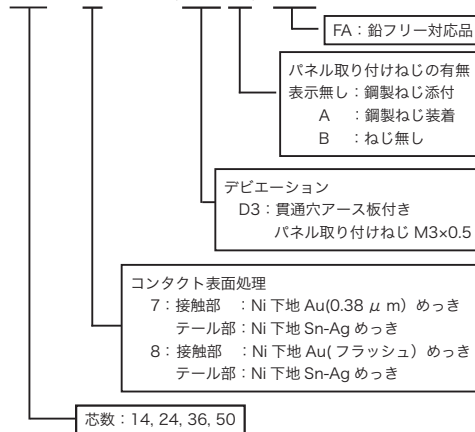 FA：鉛フリー対応品
パネル取り付けねじの有無
表示無し：鋼製ねじ添付
A　：鋼製ねじ装着
B　：ねじ無し
デビエーション
D3：貫通穴アース板付き
パネル取り付けねじ M3×0.5
コンタクト表面処理
7：接触部　：Ni 下地 Au(0.38 μ m）めっき
テール部：Ni 下地 Sn-Ag めっき
8：接触部　：Ni 下地 Au( フラッシュ）めっき
テール部：Ni 下地 Sn-Ag めっき
芯数：14, 24, 36, 50